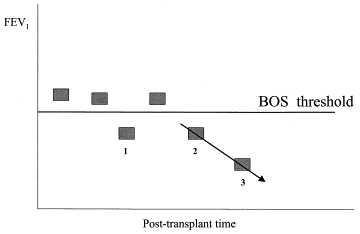 FEV₁
BOS threshold
1
2
3
Post-transplant time